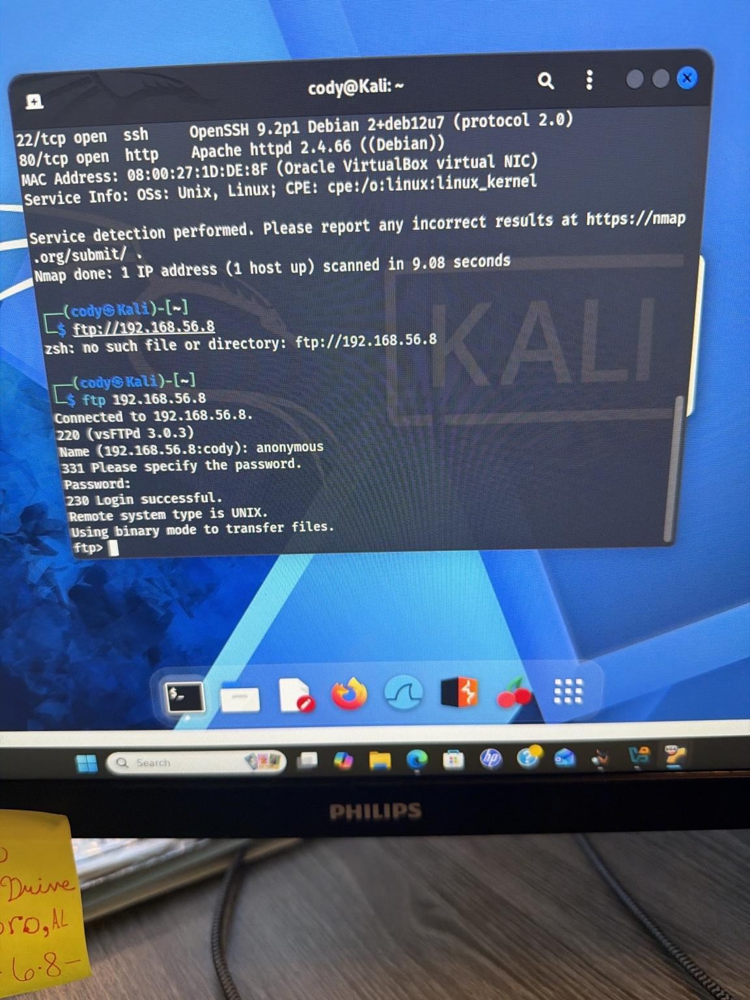 cody@Kali: ~
22/tcp open  ssh     OpenSSH 9.2p1 Debian 2+deb12u7 (protocol 2.0)
80/tcp open  http    Apache httpd 2.4.66 ((Debian))
MAC Address: 08:00:27:1D:DE:8F (Oracle VirtualBox virtual NIC)
Service Info: OSs: Unix, Linux; CPE: cpe:/o:linux:linux_kernel
Service detection performed. Please report any incorrect results at https://nmap
.org/submit/ .
Nmap done: 1 IP address (1 host up) scanned in 9.08 seconds
┌──(cody㉿Kali)-[~]
└─$ ftp://192.168.56.8
zsh: no such file or directory: ftp://192.168.56.8
┌──(cody㉿Kali)-[~]
└─$ ftp 192.168.56.8
Connected to 192.168.56.8.
220 (vsFTPd 3.0.3)
Name (192.168.56.8:cody): anonymous
331 Please specify the password.
Password:
230 Login successful.
Remote system type is UNIX.
Using binary mode to transfer files.
ftp>
KALI
$_
Search
hp
PHILIPS
Drive
oro, AL
-6-8-